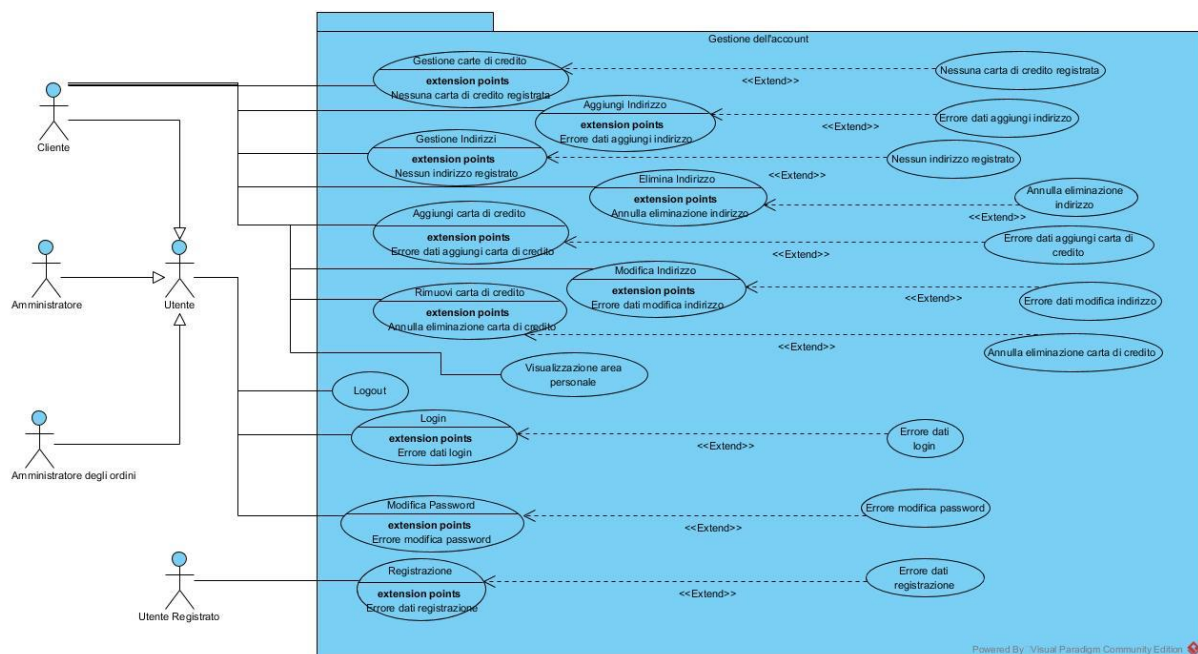 Gestione dell'account
Gestione carte di credito
extension points
Nessuna carta di credito registrata
<<Extend>>
Nessuna carta di credito registrata
Cliente
Aggiungi Indirizzo
extension points
Errore dati aggiungi indirizzo
<<Extend>>
Errore dati aggiungi indirizzo
Gestione Indirizzi
extension points
Nessun indirizzo registrato
<<Extend>>
Nessun indirizzo registrato
Elimina Indirizzo
extension points
Annulla eliminazione indirizzo
<<Extend>>
Annulla eliminazione
indirizzo
Aggiungi carta di credito
extension points
Errore dati aggiungi carta di credito
<<Extend>>
Errore dati aggiungi carta di
credito
Amministratore
Utente
Modifica Indirizzo
extension points
Errore dati modifica indirizzo
<<Extend>>
Errore dati modifica indirizzo
Rimuovi carta di credito
extension points
Annulla eliminazione carta di credito
<<Extend>>
Annulla eliminazione carta di credito
Visualizzazione area
personale
Logout
Login
extension points
Errore dati login
<<Extend>>
Errore dati
login
Amministratore degli ordini
Modifica Password
extension points
Errore modifica password
<<Extend>>
Errore modifica password
Registrazione
extension points
Errore dati registrazione
<<Extend>>
Errore dati
registrazione
Utente Registrato
Powered By Visual Paradigm Community Edition